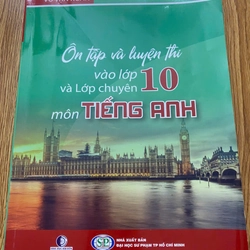 Ôn tập và luyện thi
vào lớp 10
và Lớp chuyên
môn TIẾNG ANH
NHÀ XUẤT BẢN
ĐẠI HỌC SƯ PHẠM TP HỒ CHÍ MINH